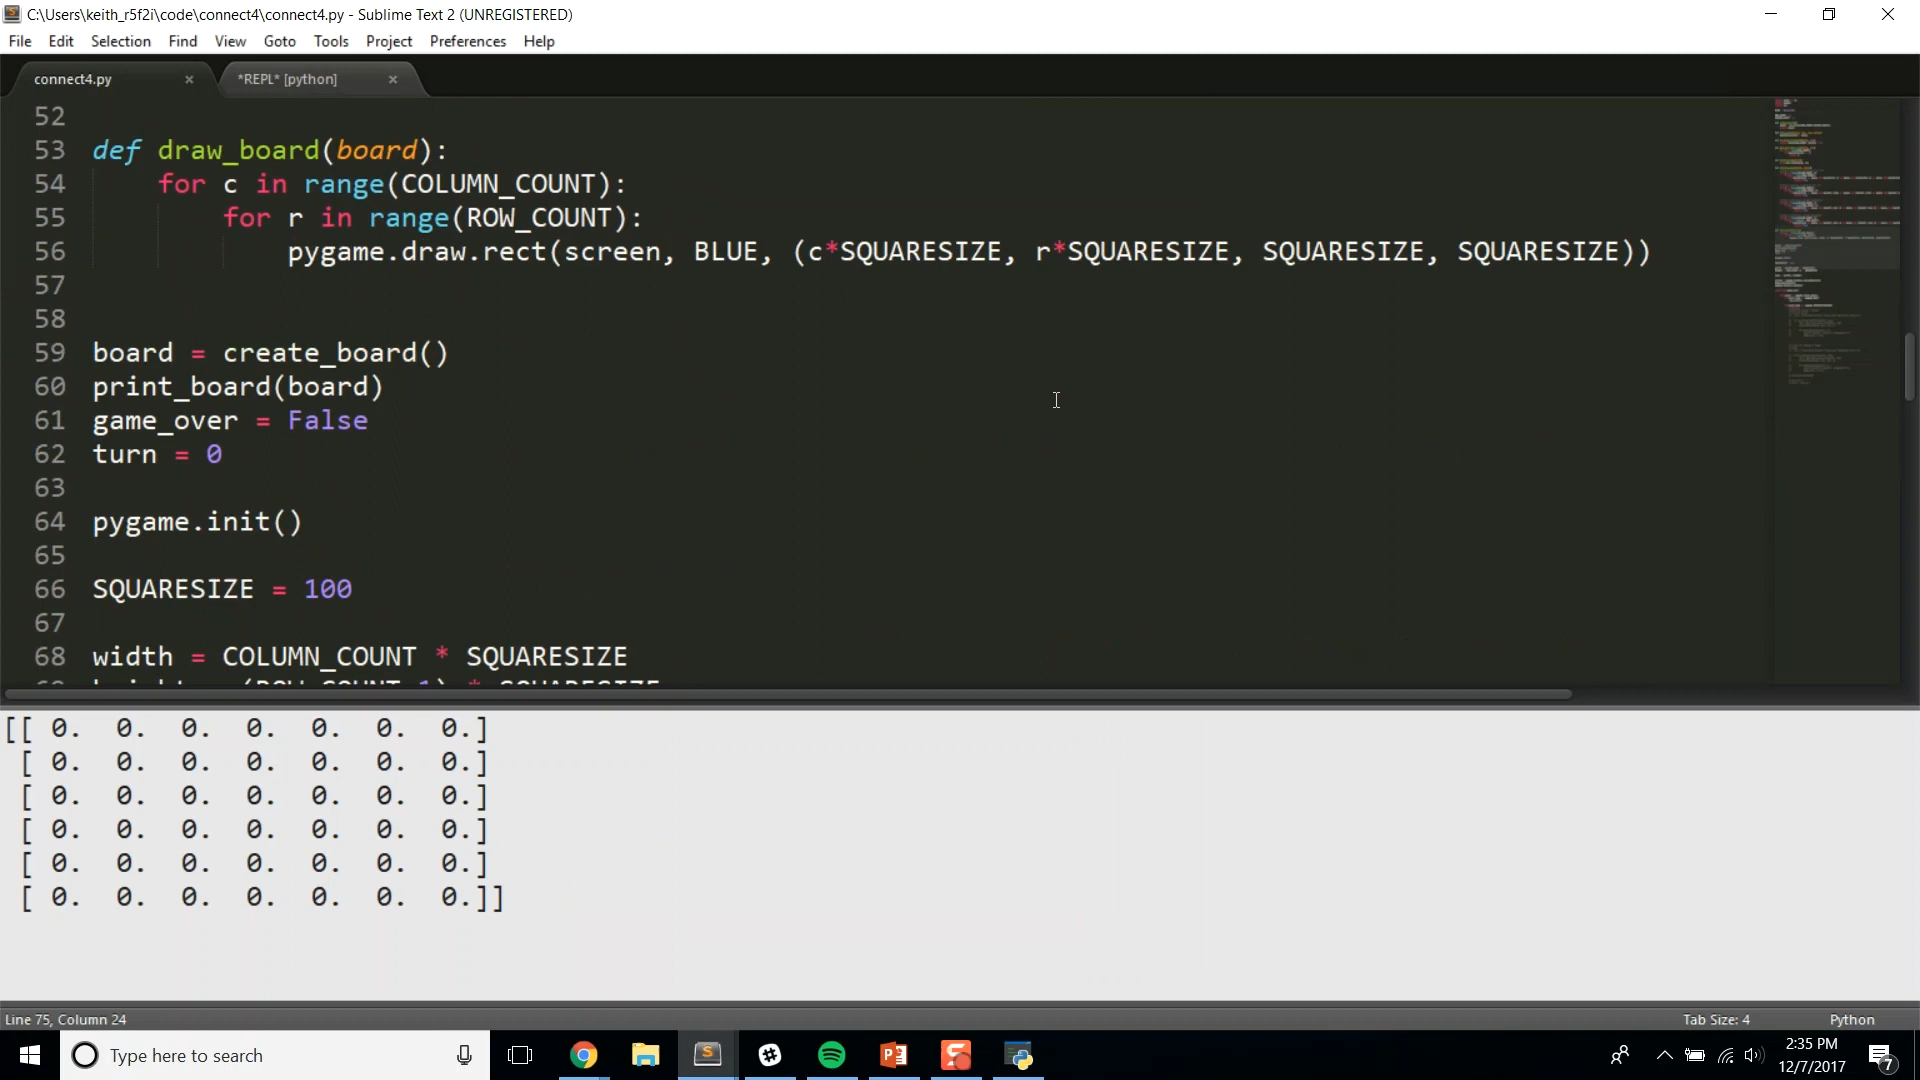 C:\Users\keith_r5f2i\code\connect4\connect4.py - Sublime Text 2 (UNREGISTERED)
File Edit Selection Find View Goto Tools Project Preferences Help
connect4.py × *REPL* [python] ×
52
53 def draw_board(board):
54 for c in range(COLUMN_COUNT):
55 for r in range(ROW_COUNT):
56 pygame.draw.rect(screen, BLUE, (c*SQUARESIZE, r*SQUARESIZE, SQUARESIZE, SQUARESIZE))
57
58
59 board = create_board()
60 print_board(board)
61 game_over = False
62 turn = 0
63
64 pygame.init()
65
66 SQUARESIZE = 100
67
68 width = COLUMN_COUNT * SQUARESIZE
[[ 0. 0. 0. 0. 0. 0. 0.]
[ 0. 0. 0. 0. 0. 0. 0.]
[ 0. 0. 0. 0. 0. 0. 0.]
[ 0. 0. 0. 0. 0. 0. 0.]
[ 0. 0. 0. 0. 0. 0. 0.]
[ 0. 0. 0. 0. 0. 0. 0.]]
Line 75, Column 24 Tab Size: 4 Python
Type here to search
2:35 PM
12/7/2017
7